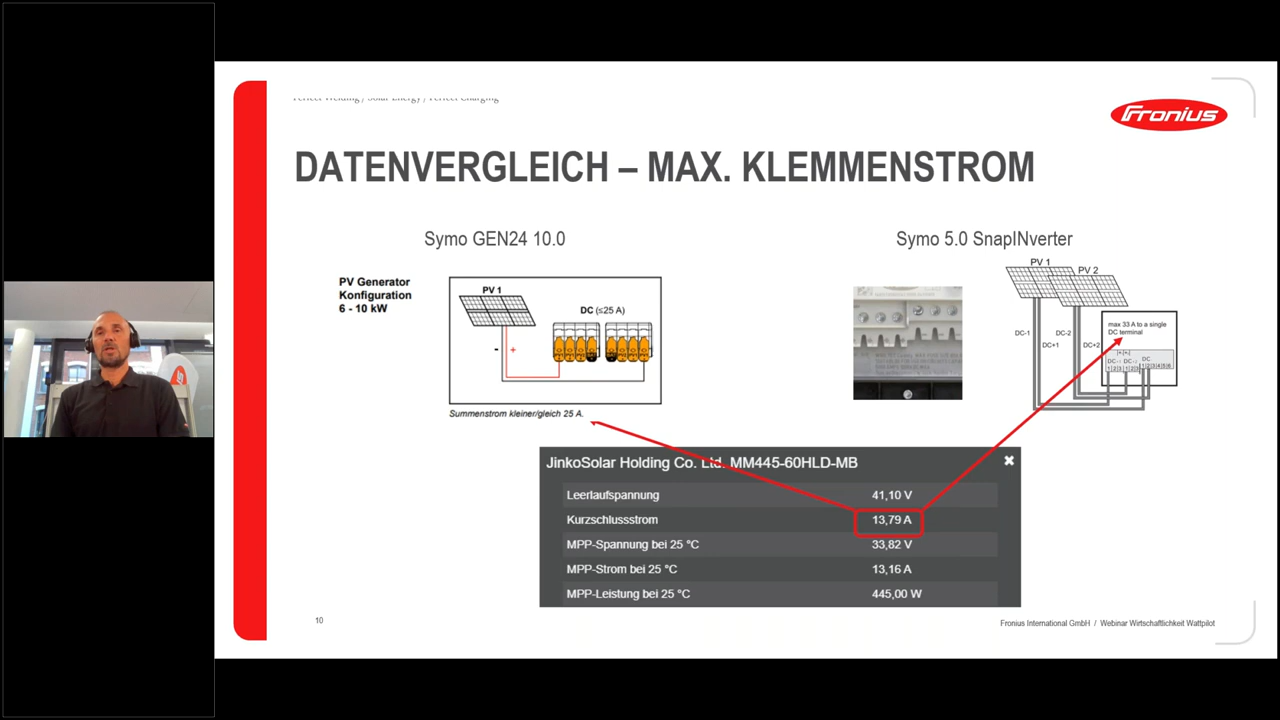 Perfect Welding / Solar Energy / Perfect Charging
Fronius
DATENVERGLEICH – MAX. KLEMMENSTROM
Symo GEN24 10.0
Symo 5.0 SnapINverter
PV Generator
Konfiguration
6 - 10 kW
PV 1
DC (≤25 A)
-
+
Summenstrom kleiner/gleich 25 A.
PV 1
PV 2
DC-1
DC+1
DC-2
DC+2
max 33 A to a single
DC terminal
JinkoSolar Holding Co. Ltd. MM445-60HLD-MB
Leerlaufspannung 41,10 V
Kurzschlussstrom 13,79 A
MPP-Spannung bei 25 °C 33,82 V
MPP-Strom bei 25 °C 13,16 A
MPP-Leistung bei 25 °C 445,00 W
10
Fronius International GmbH / Webinar Wirtschaftlichkeit Wattpilot